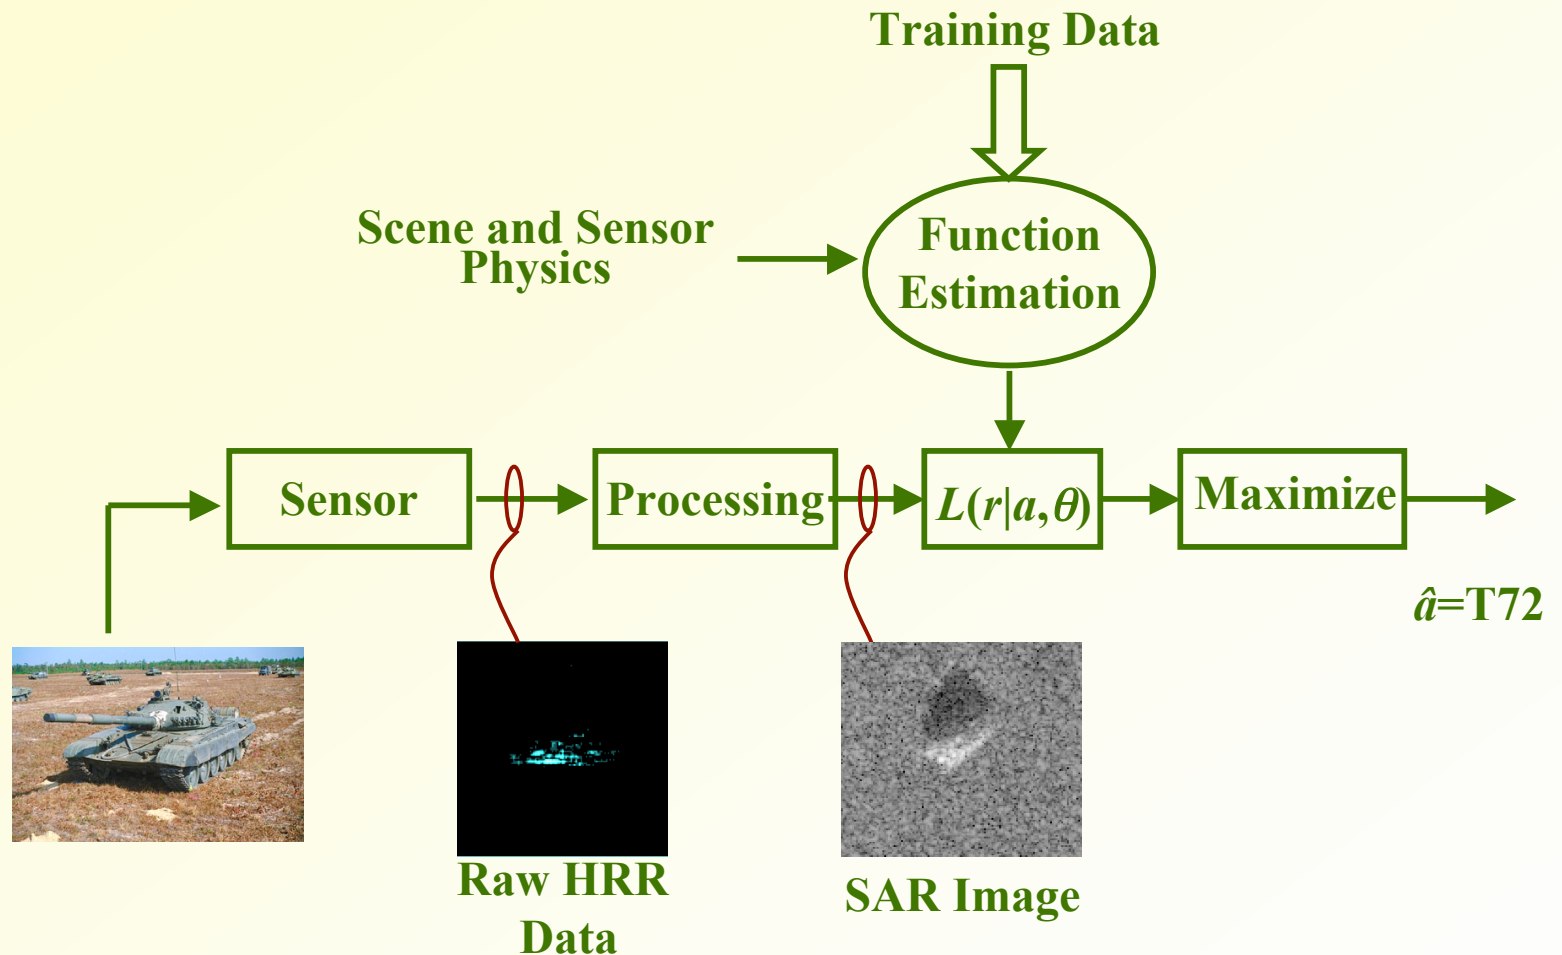 Training Data
Scene and Sensor
Physics
Function
Estimation
Sensor
Processing
L(r|a,θ)
Maximize
â=T72
Raw HRR
Data
SAR Image